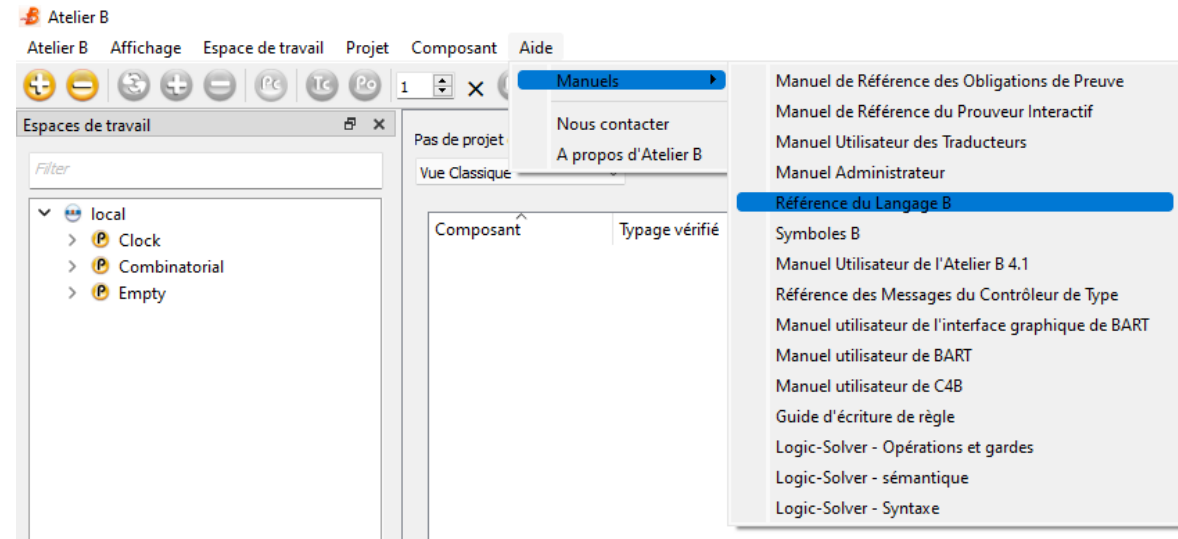 Atelier B
Atelier B Affichage Espace de travail Projet Composant Aide
1
Espaces de travail
Filter
local
Clock
Combinatorial
Empty
Pas de projet
Vue Classique
Composant Typage vérifié
Manuels
Nous contacter
A propos d'Atelier B
Manuel de Référence des Obligations de Preuve
Manuel de Référence du Prouveur Interactif
Manuel Utilisateur des Traducteurs
Manuel Administrateur
Référence du Langage B
Symboles B
Manuel Utilisateur de l'Atelier B 4.1
Référence des Messages du Contrôleur de Type
Manuel utilisateur de l'interface graphique de BART
Manuel utilisateur de BART
Manuel utilisateur de C4B
Guide d'écriture de règle
Logic-Solver - Opérations et gardes
Logic-Solver - sémantique
Logic-Solver - Syntaxe